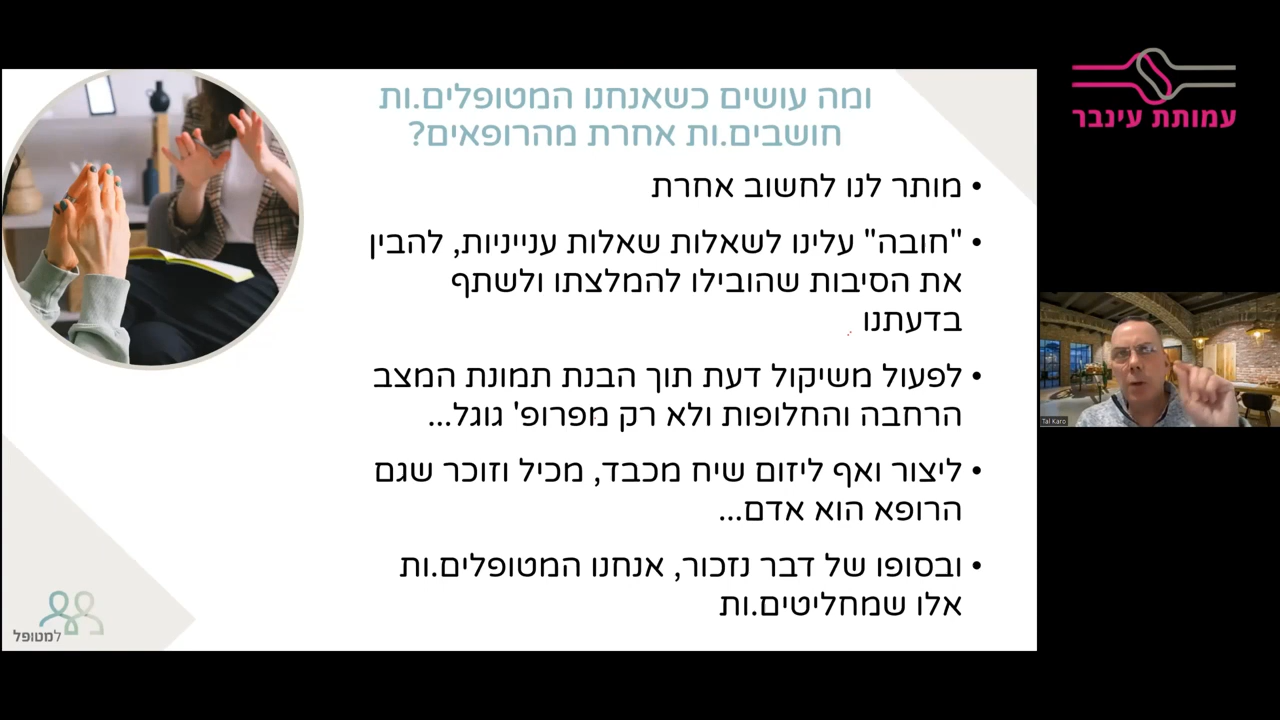 עמותת עינבר
ומה עושים כשאנחנו המטופלים.ות
חושבים.ות אחרת מהרופאים?
• מותר לנו לחשוב אחרת
• "חובה" עלינו לשאלות שאלות ענייניות, להבין
את הסיבות שהובילו להמלצתו ולשתף
בדעתנו
• לפעול משיקול דעת תוך הבנת תמונת המצב
הרחבה והחלופות ולא רק מפרופ' גוגל...
• ליצור ואף ליזום שיח מכבד, מכיל וזוכר שגם
הרופא הוא אדם...
• ובסופו של דבר נזכור, אנחנו המטופלים.ות
אלו שמחליטים.ות
למטופל
Tal Karo